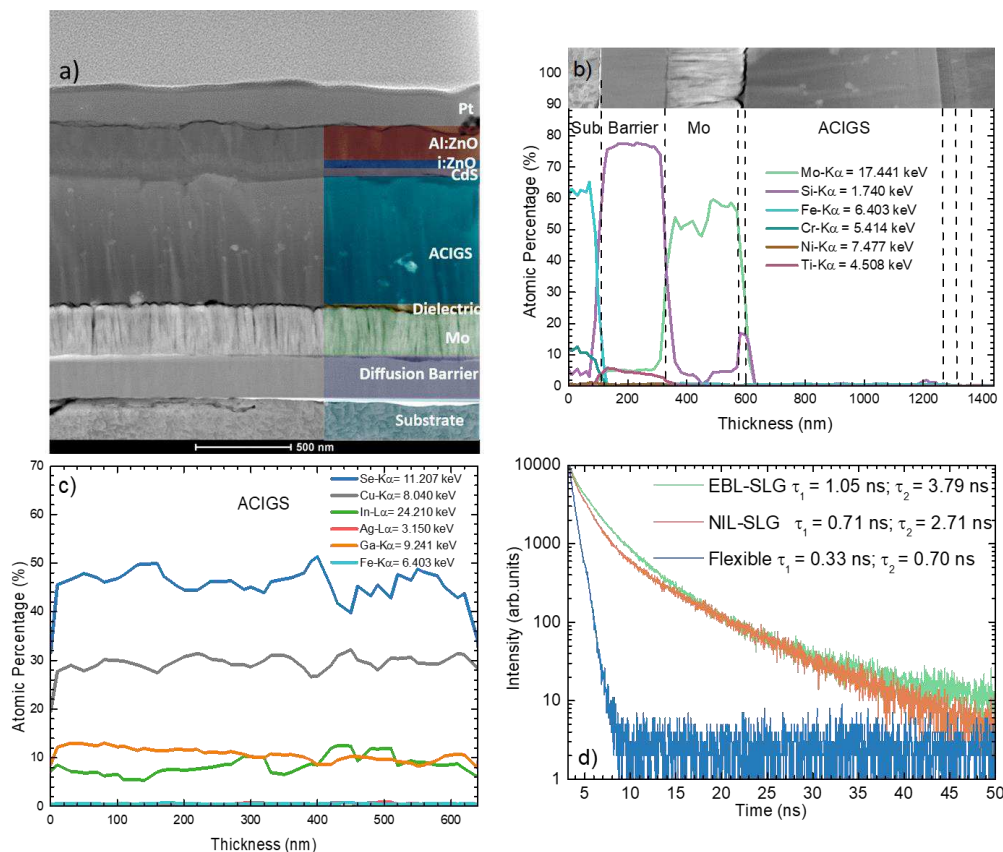 a)
Pt
Al:ZnO
i:ZnO
CdS
ACIGS
Dielectric
Mo
Diffusion Barrier
Substrate
500 nm
b)
100
90
80
70
60
50
40
30
20
10
0
Atomic Percentage (%)
Sub Barrier Mo ACIGS
Mo-Kα = 17.441 keV
Si-Kα = 1.740 keV
Fe-Kα = 6.403 keV
Cr-Kα = 5.414 keV
Ni-Kα = 7.477 keV
Ti-Kα = 4.508 keV
0 200 400 600 800 1000 1200 1400
Thickness (nm)
c)
70
60
50
40
30
20
10
0
Atomic Percentage (%)
ACIGS
Se-Kα= 11.207 keV
Cu-Kα= 8.040 keV
In-Lα= 24.210 keV
Ag-Lα= 3.150 keV
Ga-Kα= 9.241 keV
Fe-Kα= 6.403 keV
0 100 200 300 400 500 600
Thickness (nm)
10000
1000
100
10
1
Intensity (arb.units)
EBL-SLG τ1 = 1.05 ns; τ2 = 3.79 ns
NIL-SLG τ1 = 0.71 ns; τ2 = 2.71 ns
Flexible τ1 = 0.33 ns; τ2 = 0.70 ns
d)
5 10 15 20 25 30 35 40 45 50
Time (ns)